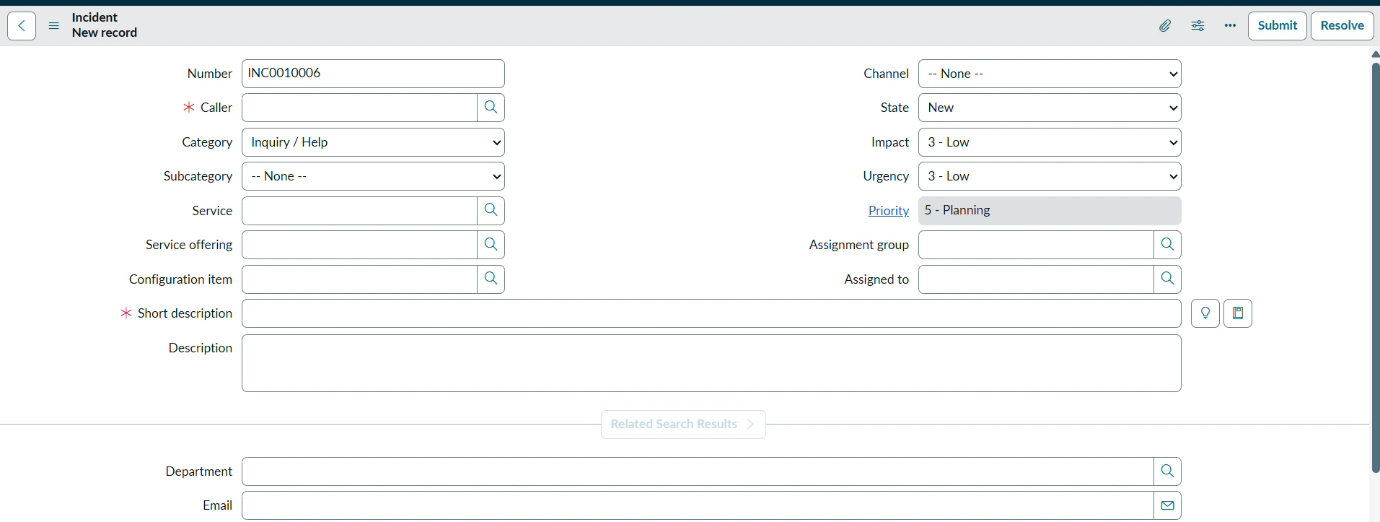 Incident
New record
Submit
Resolve
Number INC0010006
Channel -- None --
* Caller
State New
Category Inquiry / Help
Impact 3 - Low
Subcategory -- None --
Urgency 3 - Low
Service
Priority 5 - Planning
Service offering
Assignment group
Configuration item
Assigned to
* Short description
Description
Related Search Results
Department
Email